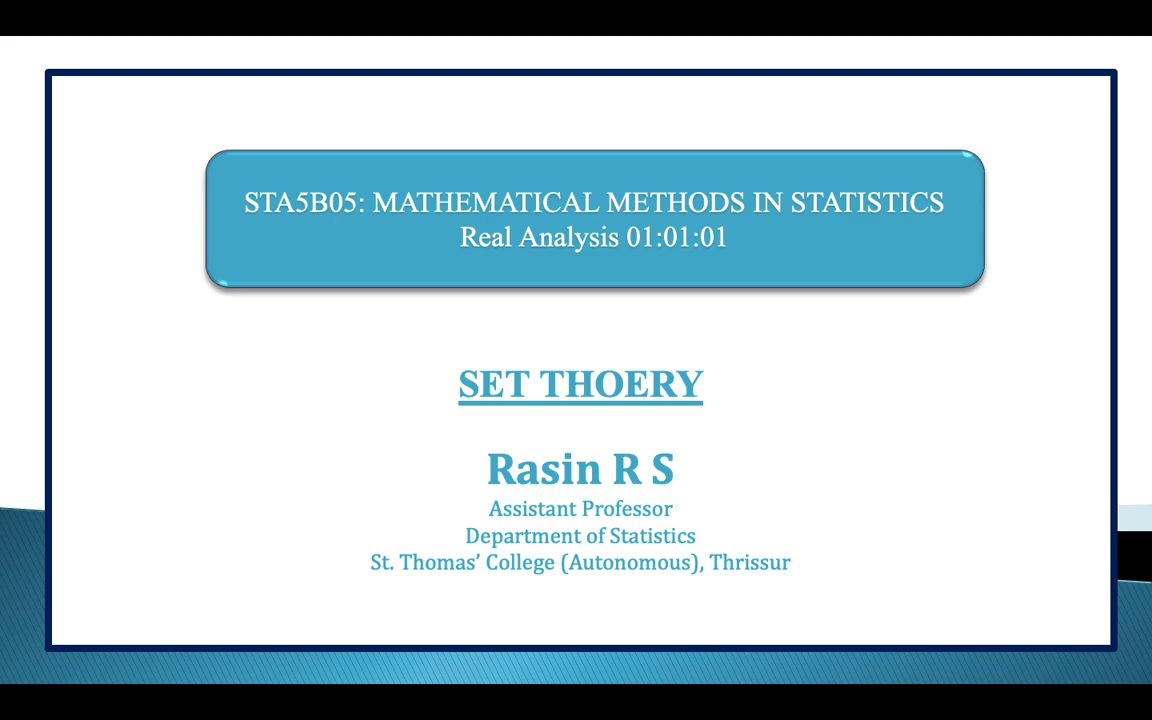 STA5B05: MATHEMATICAL METHODS IN STATISTICS
Real Analysis 01:01:01
SET THOERY
Rasin R S
Assistant Professor
Department of Statistics
St. Thomas’ College (Autonomous), Thrissur